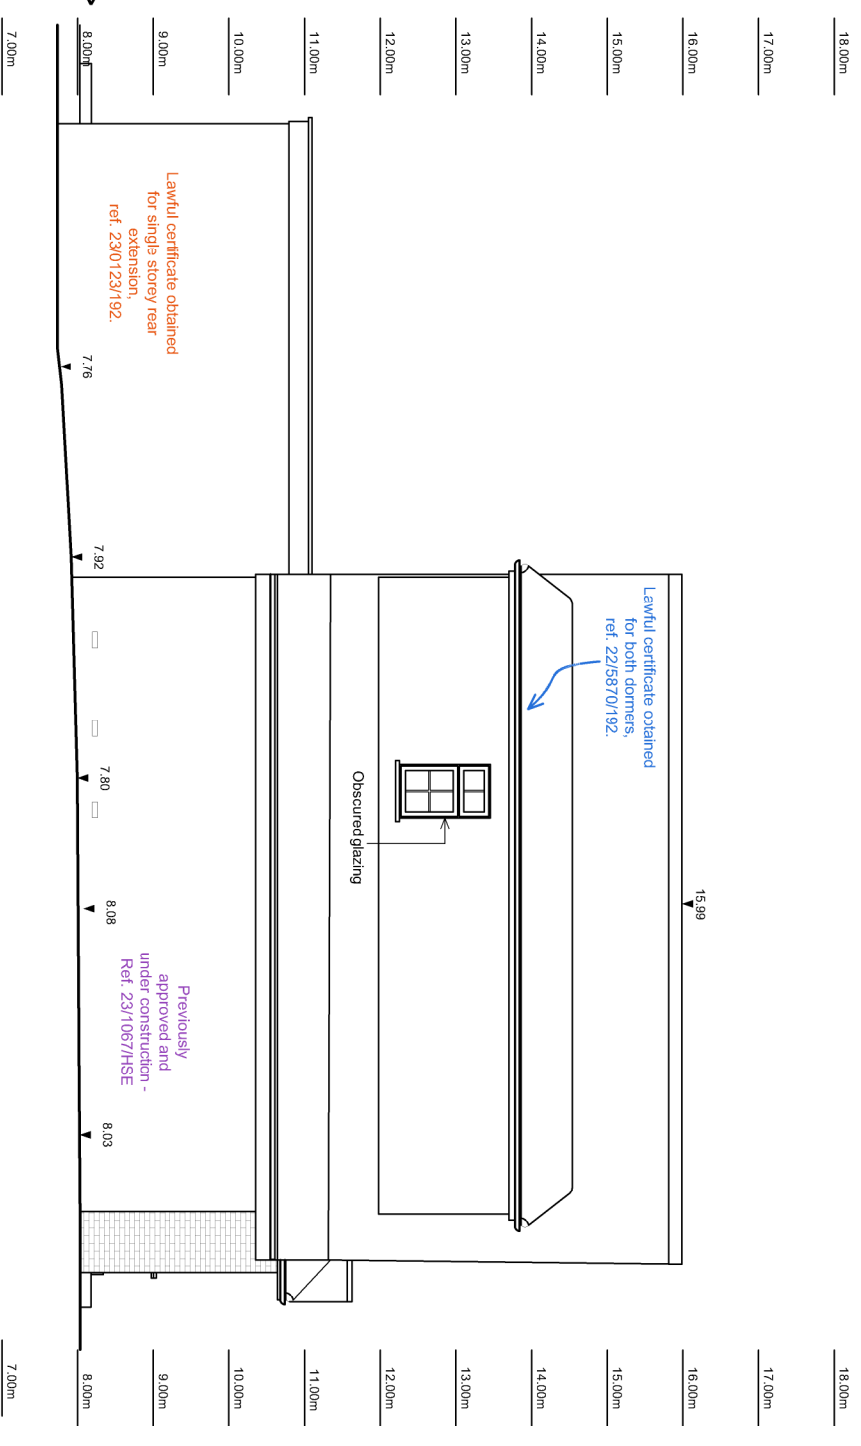 18.00m
17.00m
16.00m
15.00m
14.00m
13.00m
12.00m
11.00m
10.00m
9.00m
8.00m
7.00m
15.99
Lawful certificate obtained
for both dormers,
ref. 22/5870/192.
Obscured glazing
Lawful certificate obtained
for single storey rear
extension,
ref. 23/0123/192.
Previously
approved and
under construction -
Ref. 23/1067/HSE
7.76
7.92
7.80
8.08
8.03
18.00m
17.00m
16.00m
15.00m
14.00m
13.00m
12.00m
11.00m
10.00m
9.00m
8.00m
7.00m